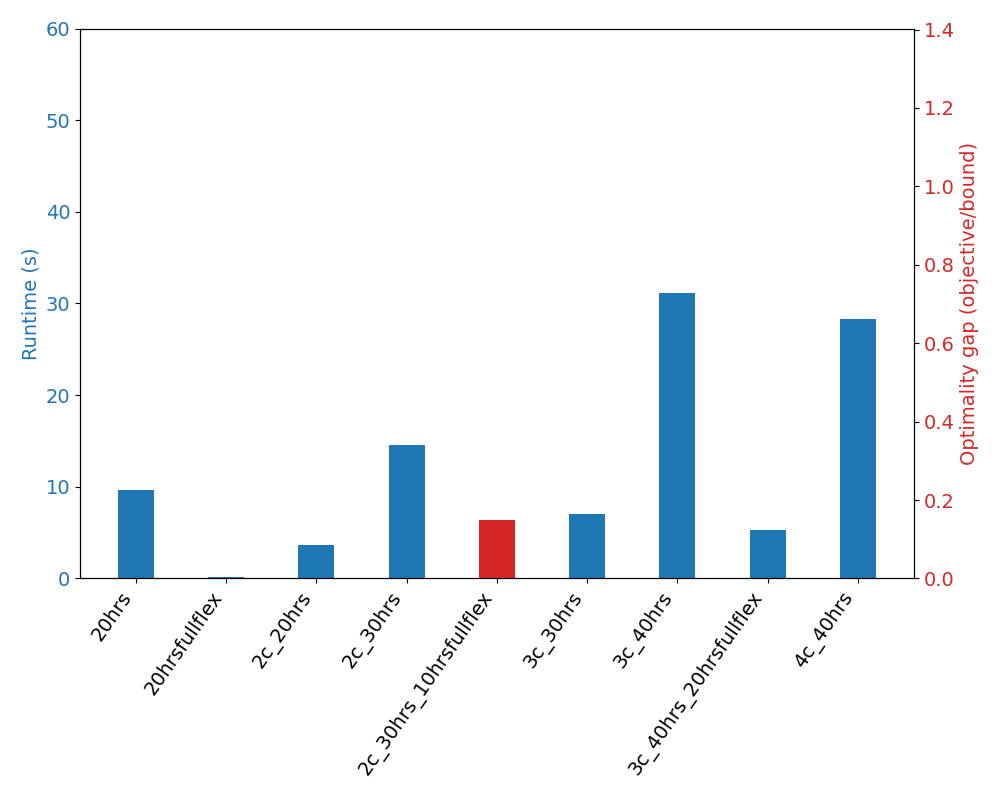 60
50
40
30
20
10
0
Runtime (s)
1.4
1.2
1.0
0.8
0.6
0.4
0.2
0.0
Optimality gap (objective/bound)
20hrs
20hrsfullflex
2c_20hrs
2c_30hrs
2c_30hrs_10hrsfullflex
3c_30hrs
3c_40hrs
3c_40hrs_20hrsfullflex
4c_40hrs